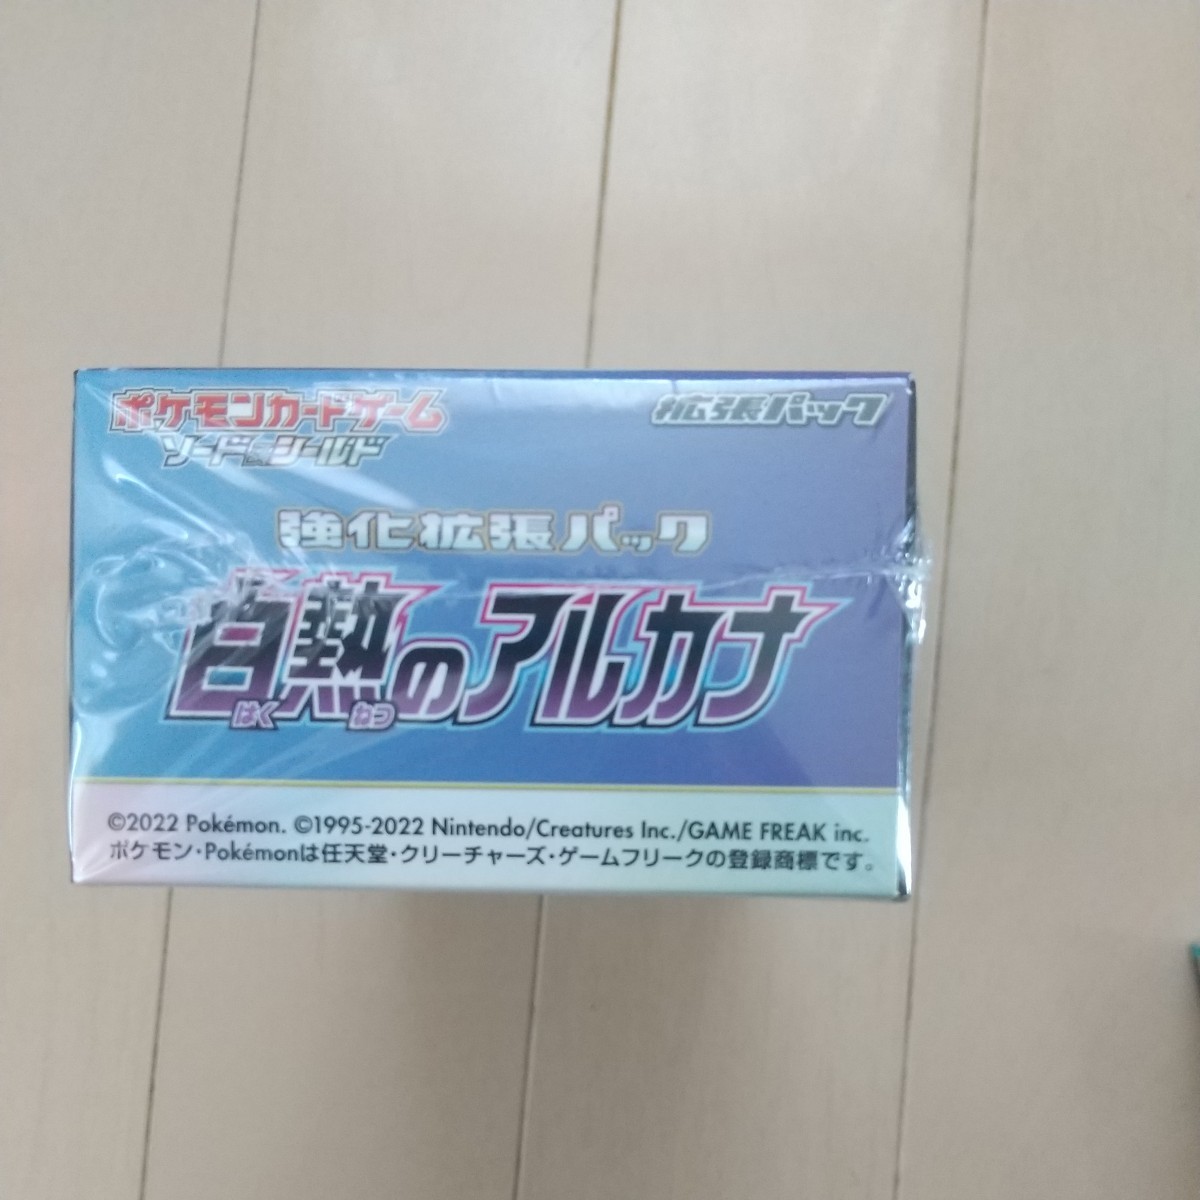 ポケモンカードゲーム
ソード&シールド
拡張パック
強化拡張パック
白熱のアルカナ
はくねつ
©2022 Pokémon. ©1995-2022 Nintendo/Creatures Inc./GAME FREAK inc.
ポケモン・Pokémonは任天堂・クリーチャーズ・ゲームフリークの登録商標です。